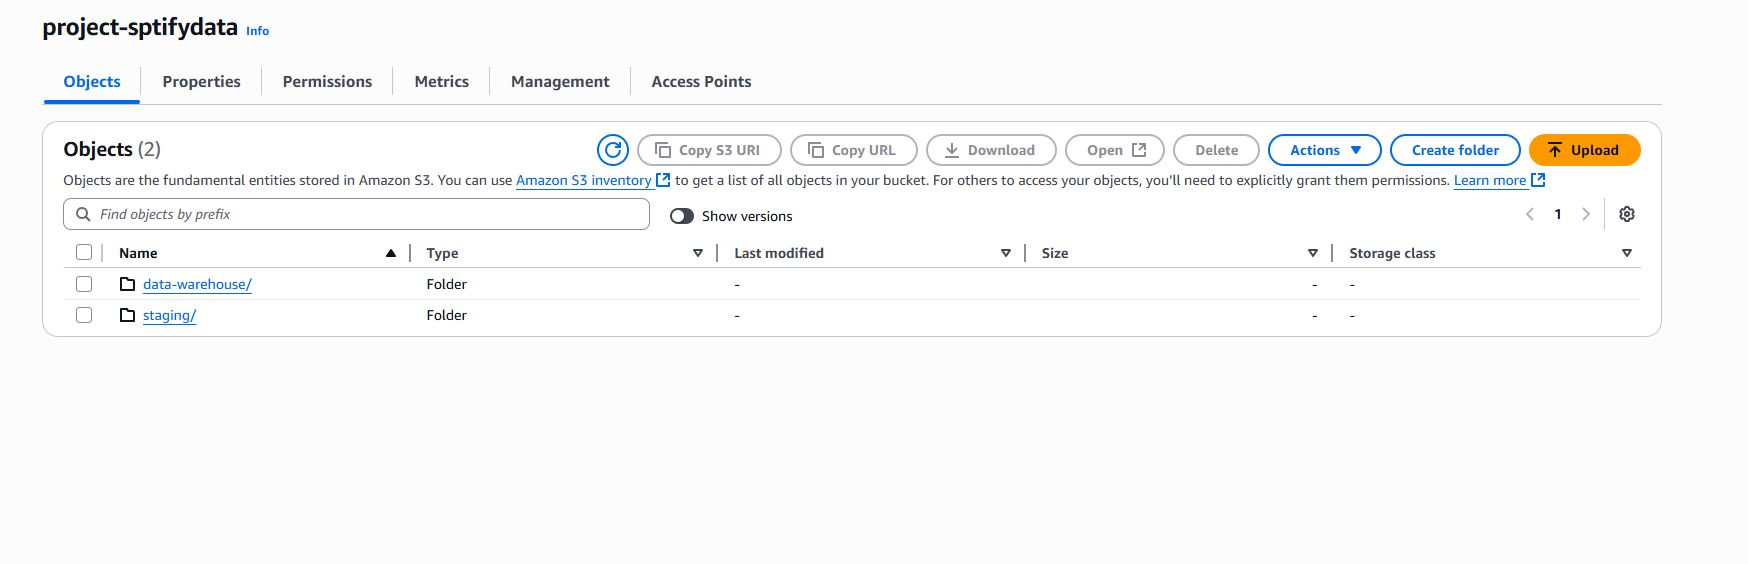 project-sptifydata Info
Objects Properties Permissions Metrics Management Access Points
Objects (2) Copy S3 URI Copy URL Download Open Delete Actions Create folder Upload
Objects are the fundamental entities stored in Amazon S3. You can use Amazon S3 inventory to get a list of all objects in your bucket. For others to access your objects, you'll need to explicitly grant them permissions. Learn more
Find objects by prefix Show versions 1
Name Type Last modified Size Storage class
data-warehouse/ Folder - - -
staging/ Folder - - -